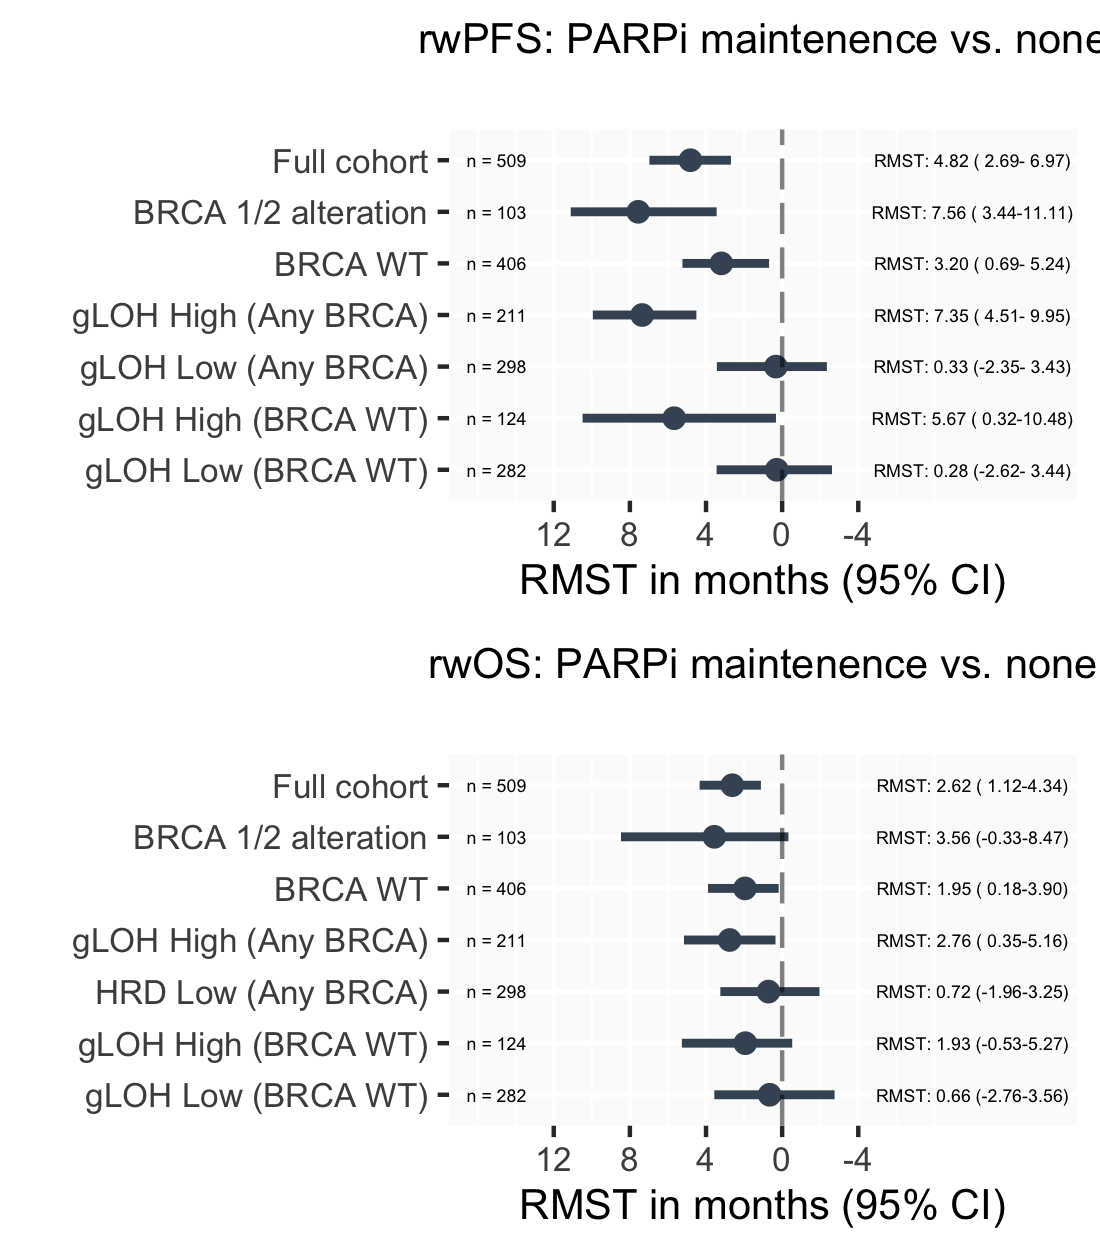 rwPFS: PARPi maintenence vs. none
Full cohort n = 509 RMST: 4.82 ( 2.69- 6.97)
BRCA 1/2 alteration n = 103 RMST: 7.56 ( 3.44-11.11)
BRCA WT n = 406 RMST: 3.20 ( 0.69- 5.24)
gLOH High (Any BRCA) n = 211 RMST: 7.35 ( 4.51- 9.95)
gLOH Low (Any BRCA) n = 298 RMST: 0.33 (-2.35- 3.43)
gLOH High (BRCA WT) n = 124 RMST: 5.67 ( 0.32-10.48)
gLOH Low (BRCA WT) n = 282 RMST: 0.28 (-2.62- 3.44)
12 8 4 0 -4
RMST in months (95% CI)
rwOS: PARPi maintenence vs. none
Full cohort n = 509 RMST: 2.62 ( 1.12-4.34)
BRCA 1/2 alteration n = 103 RMST: 3.56 (-0.33-8.47)
BRCA WT n = 406 RMST: 1.95 ( 0.18-3.90)
gLOH High (Any BRCA) n = 211 RMST: 2.76 ( 0.35-5.16)
HRD Low (Any BRCA) n = 298 RMST: 0.72 (-1.96-3.25)
gLOH High (BRCA WT) n = 124 RMST: 1.93 (-0.53-5.27)
gLOH Low (BRCA WT) n = 282 RMST: 0.66 (-2.76-3.56)
12 8 4 0 -4
RMST in months (95% CI)